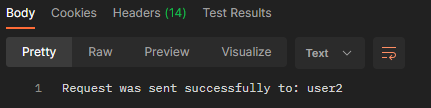 Body Cookies Headers (14) Test Results
Pretty Raw Preview Visualize Text
1 Request was sent successfully to: user2